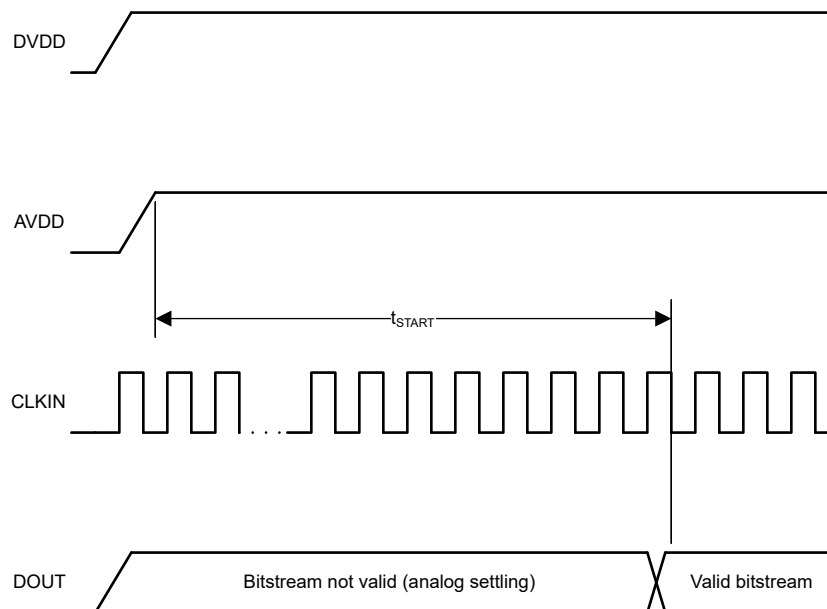 DVDD
AVDD
tSTART
CLKIN
. . .
DOUT
Bitstream not valid (analog settling)
Valid bitstream